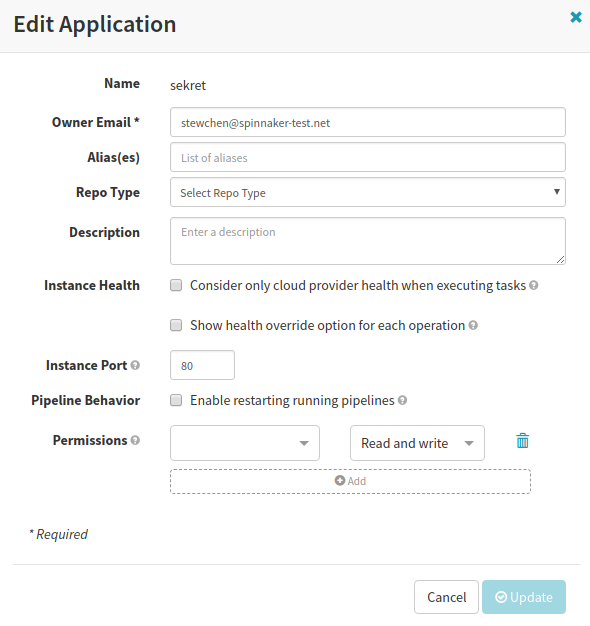 Edit Application
Name sekret
Owner Email * stewchen@spinnaker-test.net
Alias(es) List of aliases
Repo Type Select Repo Type
Description Enter a description
Instance Health Consider only cloud provider health when executing tasks
Show health override option for each operation
Instance Port 80
Pipeline Behavior Enable restarting running pipelines
Permissions Read and write
Add
* Required
Cancel Update